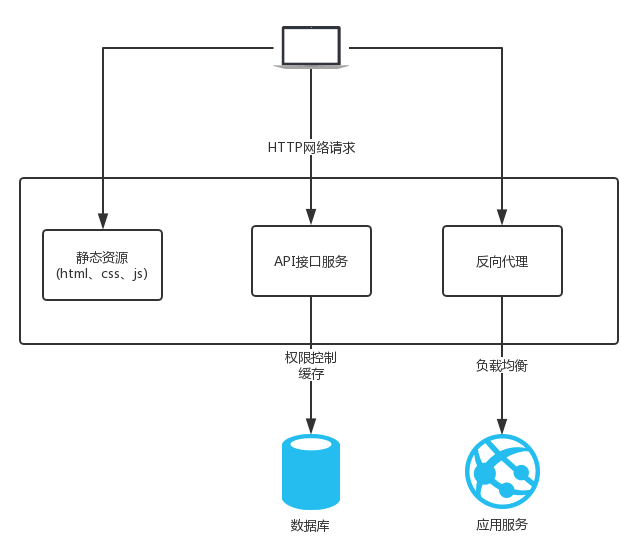 HTTP网络请求
静态资源
(html、css、js)
API接口服务
反向代理
权限控制
缓存
负载均衡
数据库
应用服务